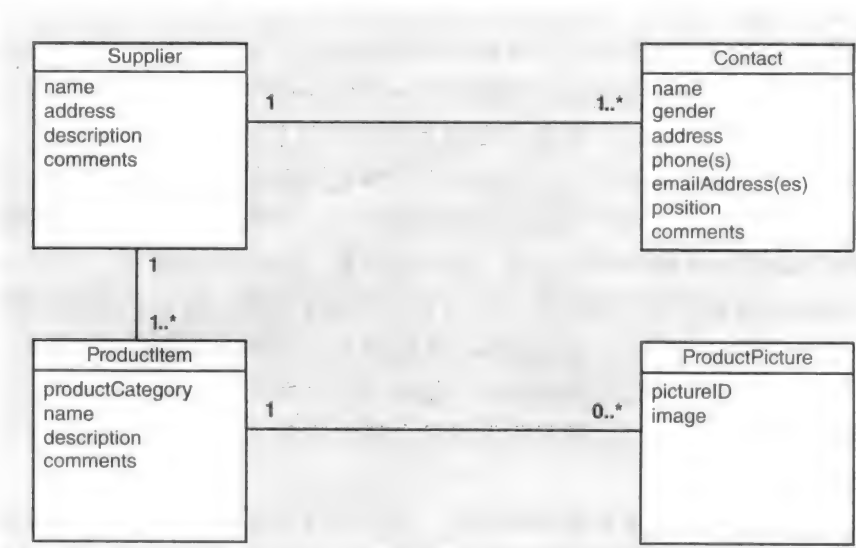 Supplier
name
address
description
comments
1
1..*
Contact
name
gender
address
phone(s)
emailAddress(es)
position
comments
1
1..*
ProductItem
productCategory
name
description
comments
1
0..*
ProductPicture
pictureID
image